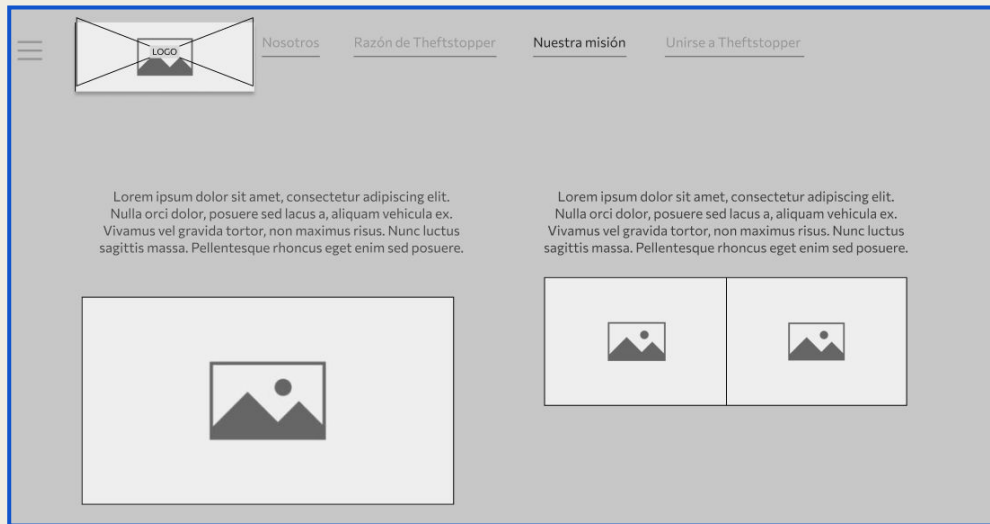 LOGO
Nosotros
Razón de Theftstopper
Nuestra misión
Unirse a Theftstopper
Lorem ipsum dolor sit amet, consectetur adipiscing elit.
Nulla orci dolor, posuere sed lacus a, aliquam vehicula ex.
Vivamus vel gravida tortor, non maximus risus. Nunc luctus
sagittis massa. Pellentesque rhoncus eget enim sed posuere.
Lorem ipsum dolor sit amet, consectetur adipiscing elit.
Nulla orci dolor, posuere sed lacus a, aliquam vehicula ex.
Vivamus vel gravida tortor, non maximus risus. Nunc luctus
sagittis massa. Pellentesque rhoncus eget enim sed posuere.